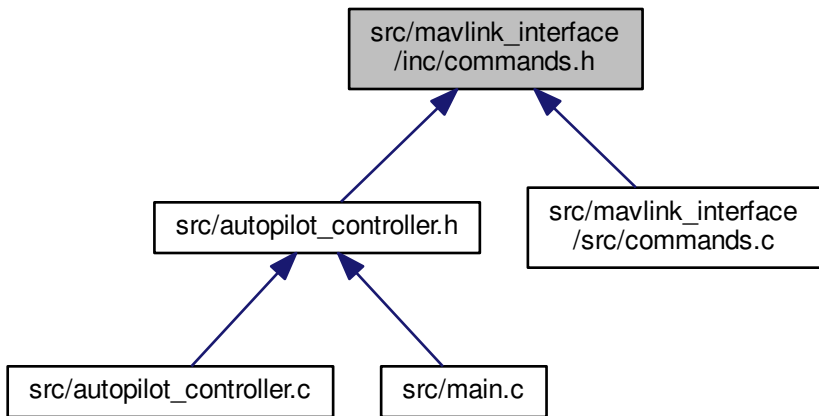 src/mavlink_interface
/inc/commands.h
src/autopilot_controller.h
src/mavlink_interface
/src/commands.c
src/autopilot_controller.c
src/main.c